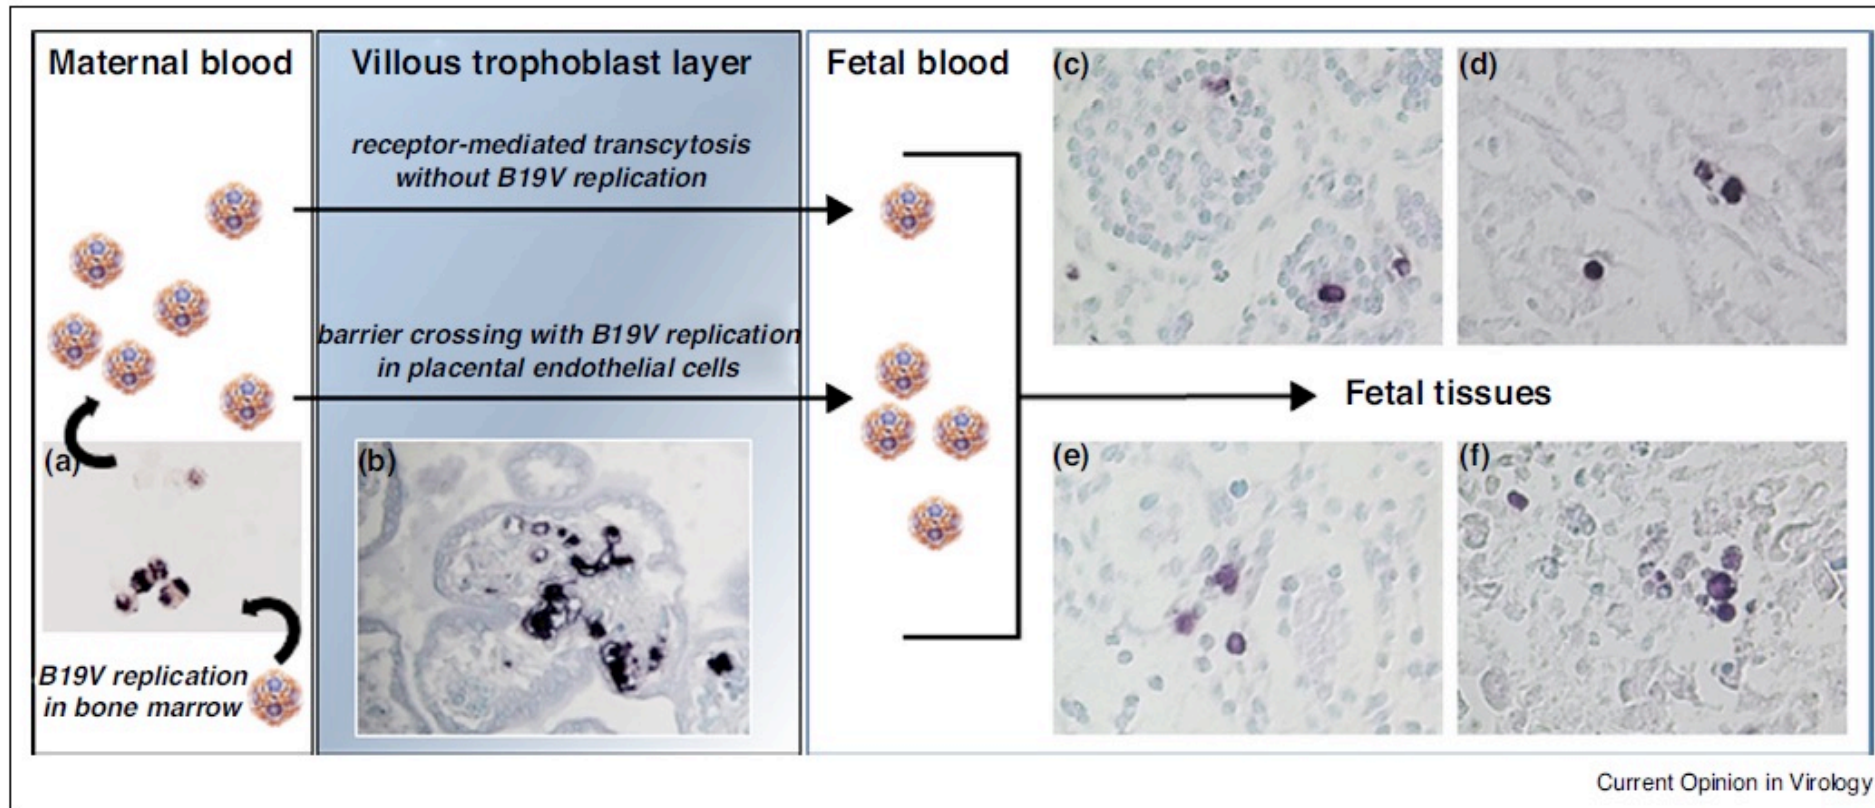 Maternal blood
Villous trophoblast layer
Fetal blood
(c)
(d)
receptor-mediated transcytosis
without B19V replication
barrier crossing with B19V replication
in placental endothelial cells
Fetal tissues
(a)
(b)
(e)
(f)
B19V replication
in bone marrow
Current Opinion in Virology